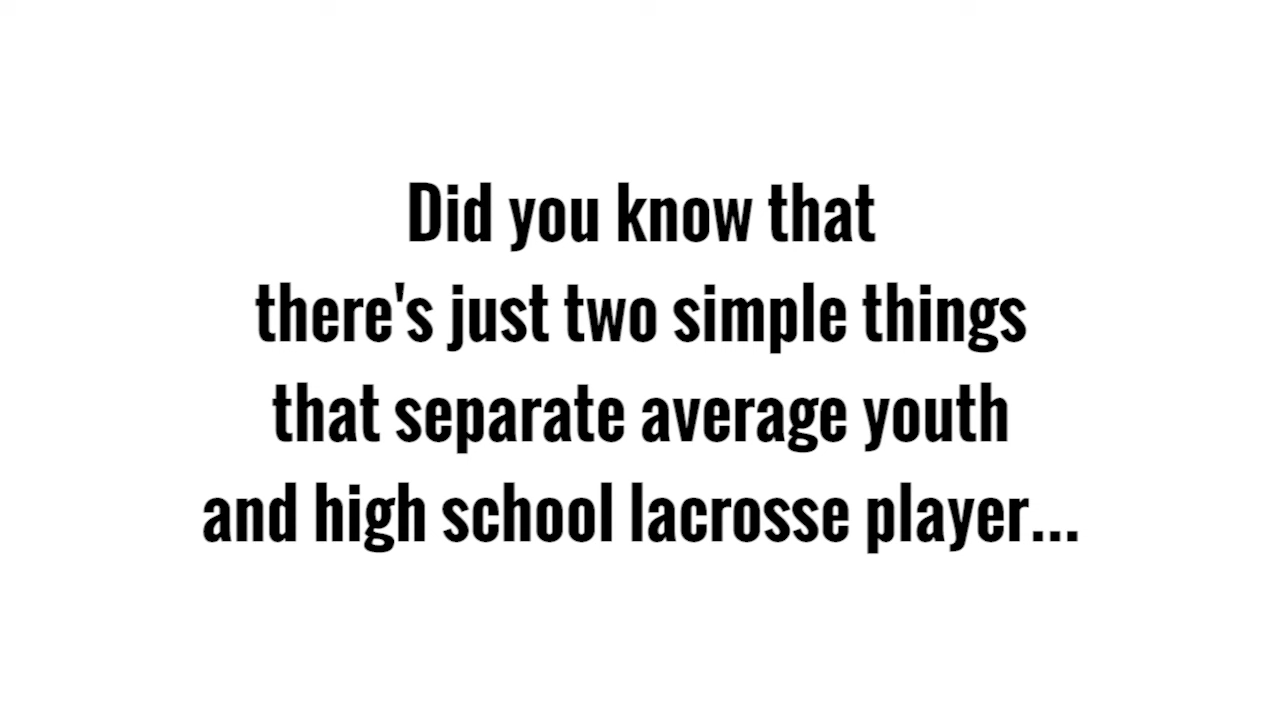 Did you know that
there's just two simple things
that separate average youth
and high school lacrosse player...